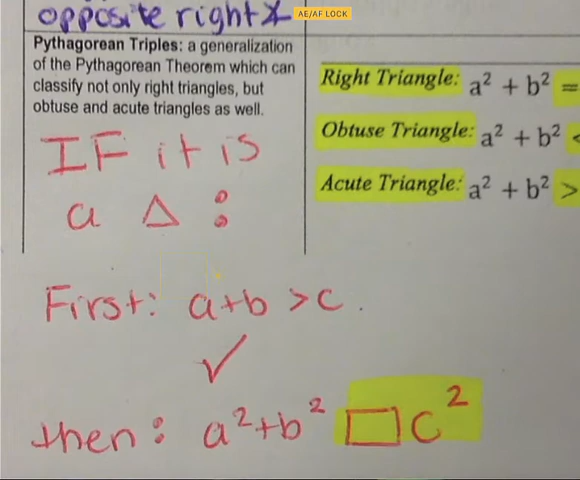 opposite right
AE/AF LOCK
Pythagorean Triples: a generalization
of the Pythagorean Theorem which can
classify not only right triangles, but
obtuse and acute triangles as well.
Right Triangle: a² + b² =
Obtuse Triangle: a² + b² <
Acute Triangle: a² + b² >
IF it is
a △ :
First: a+b >c.
✓
then: a²+b² □ c²